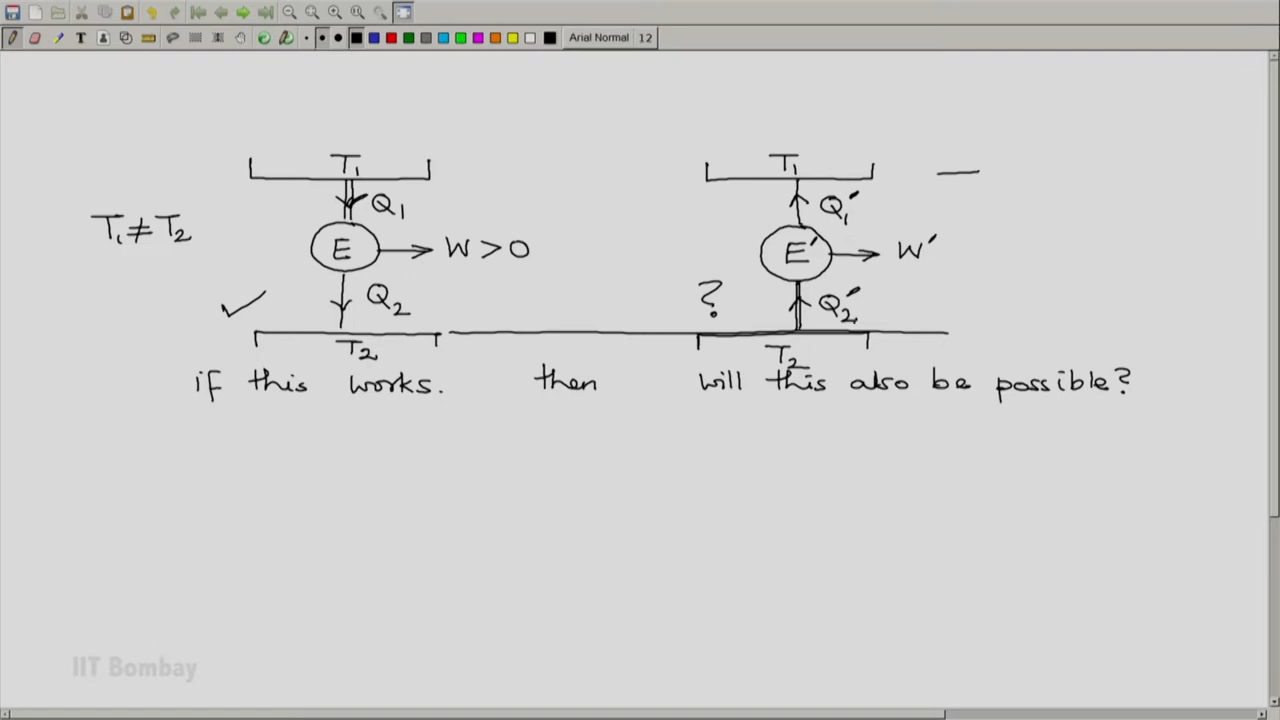 Arial Normal 12
T₁ T₁
Q₁ Q₁′
T₁ ≠ T₂ E W > 0 E′ W′
✓ Q₂ ? Q₂′
T₂ T₂
if this works. then will this also be possible?
IIT Bombay